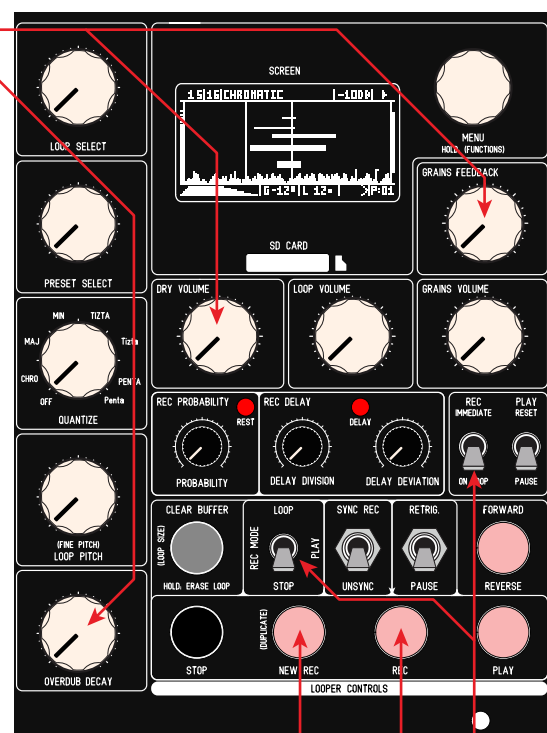 SCREEN
15|16|CHROMATIC
LOOP SELECT
MENU
HOLD: (FUNCTIONS)
GRAINS FEEDBACK
|G-12
|L 12
P:01
SD CARD
PRESET SELECT
DRY VOLUME
LOOP VOLUME
GRAINS VOLUME
MIN
TIZTA
MAJ
Tizta
CHRO
PENTA
OFF
Penta
QUANTIZE
REC PROBABILITY
REST
PROBABILITY
REC DELAY
DELAY
DELAY DIVISION
DELAY DEVIATION
REC
IMMEDIATE
PLAY
RESET
PAUSE
(FINE PITCH)
LOOP PITCH
CLEAR BUFFER
(LOOP SIZE)
HOLD: ERASE LOOP
LOOP
REC MODE
PLAY
STOP
SYNC REC
UNSYNC
RETRIG.
PAUSE
FORWARD
REVERSE
OVERDUB DECAY
STOP
(DUPLICATE)
NEW REC
REC
PLAY
LOOPER CONTROLS